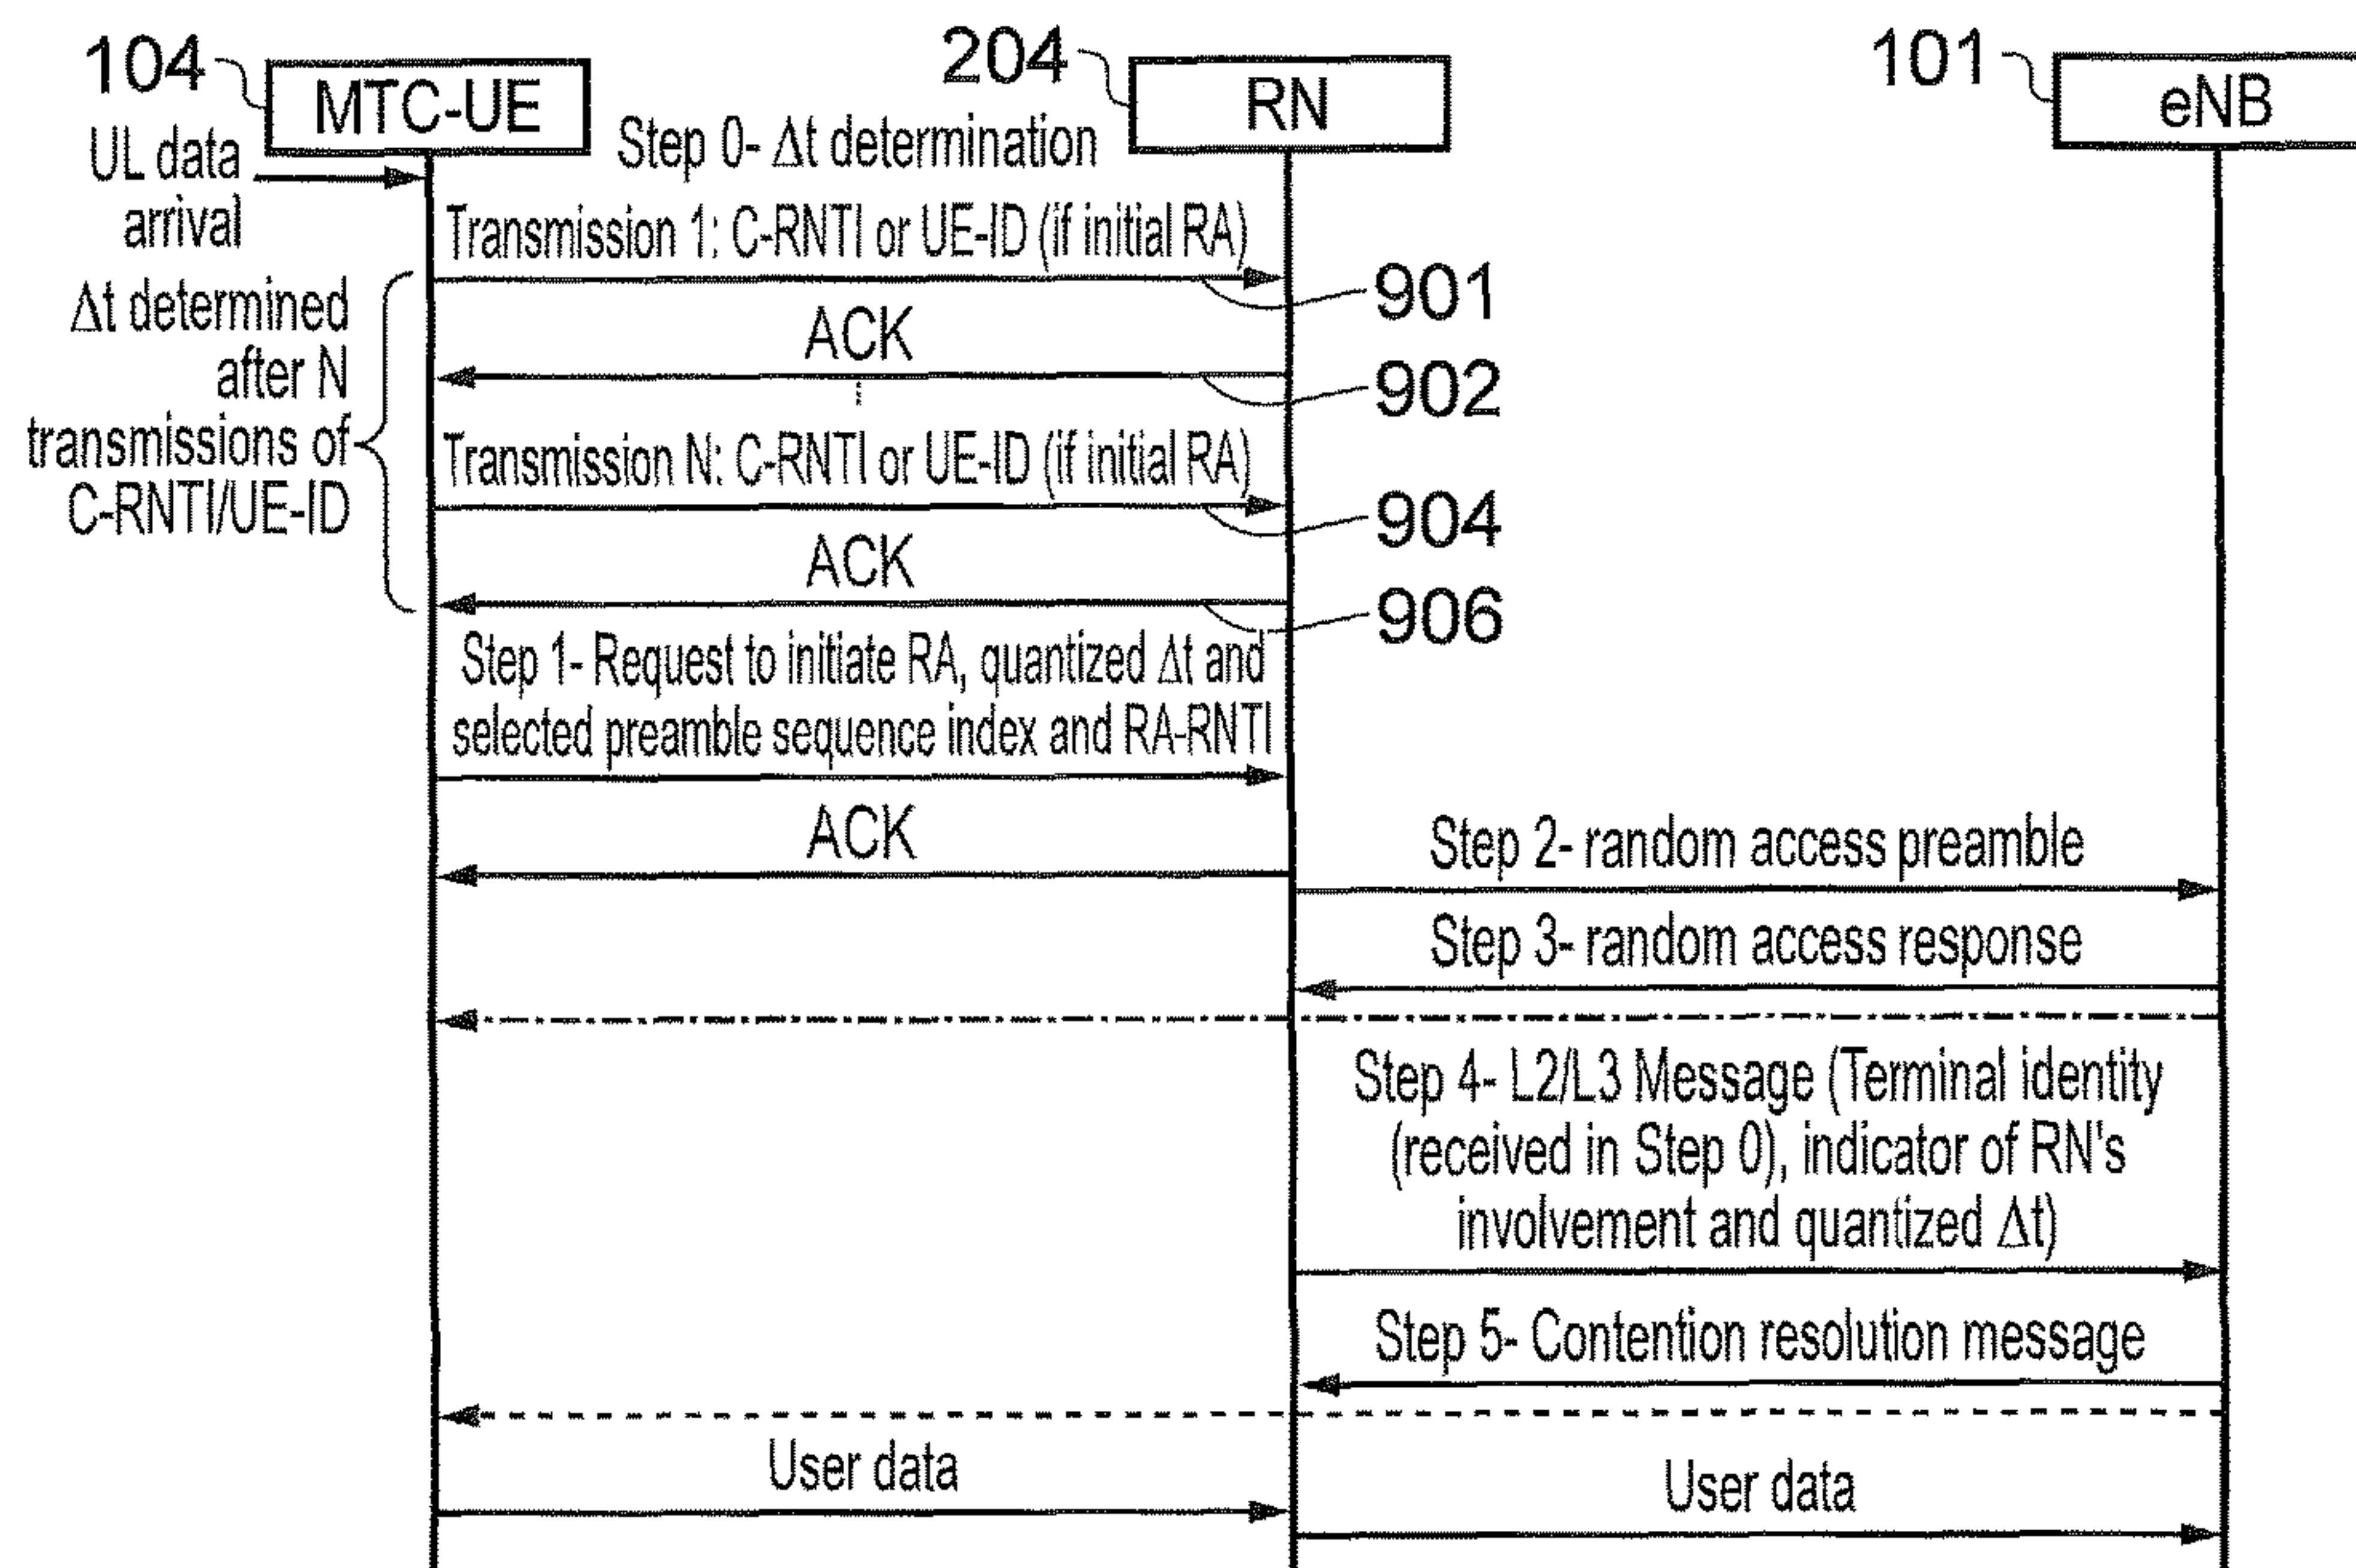 104
MTC-UE
204
RN
101
eNB
UL data
arrival
Step 0- Δt determination
Transmission 1: C-RNTI or UE-ID (if initial RA)
901
Δt determined
after N
transmissions of
C-RNTI/UE-ID
ACK
902
Transmission N: C-RNTI or UE-ID (if initial RA)
904
ACK
906
Step 1- Request to initiate RA, quantized Δt and
selected preamble sequence index and RA-RNTI
ACK
Step 2- random access preamble
Step 3- random access response
Step 4- L2/L3 Message (Terminal identity
(received in Step 0), indicator of RN's
involvement and quantized Δt)
Step 5- Contention resolution message
User data
User data